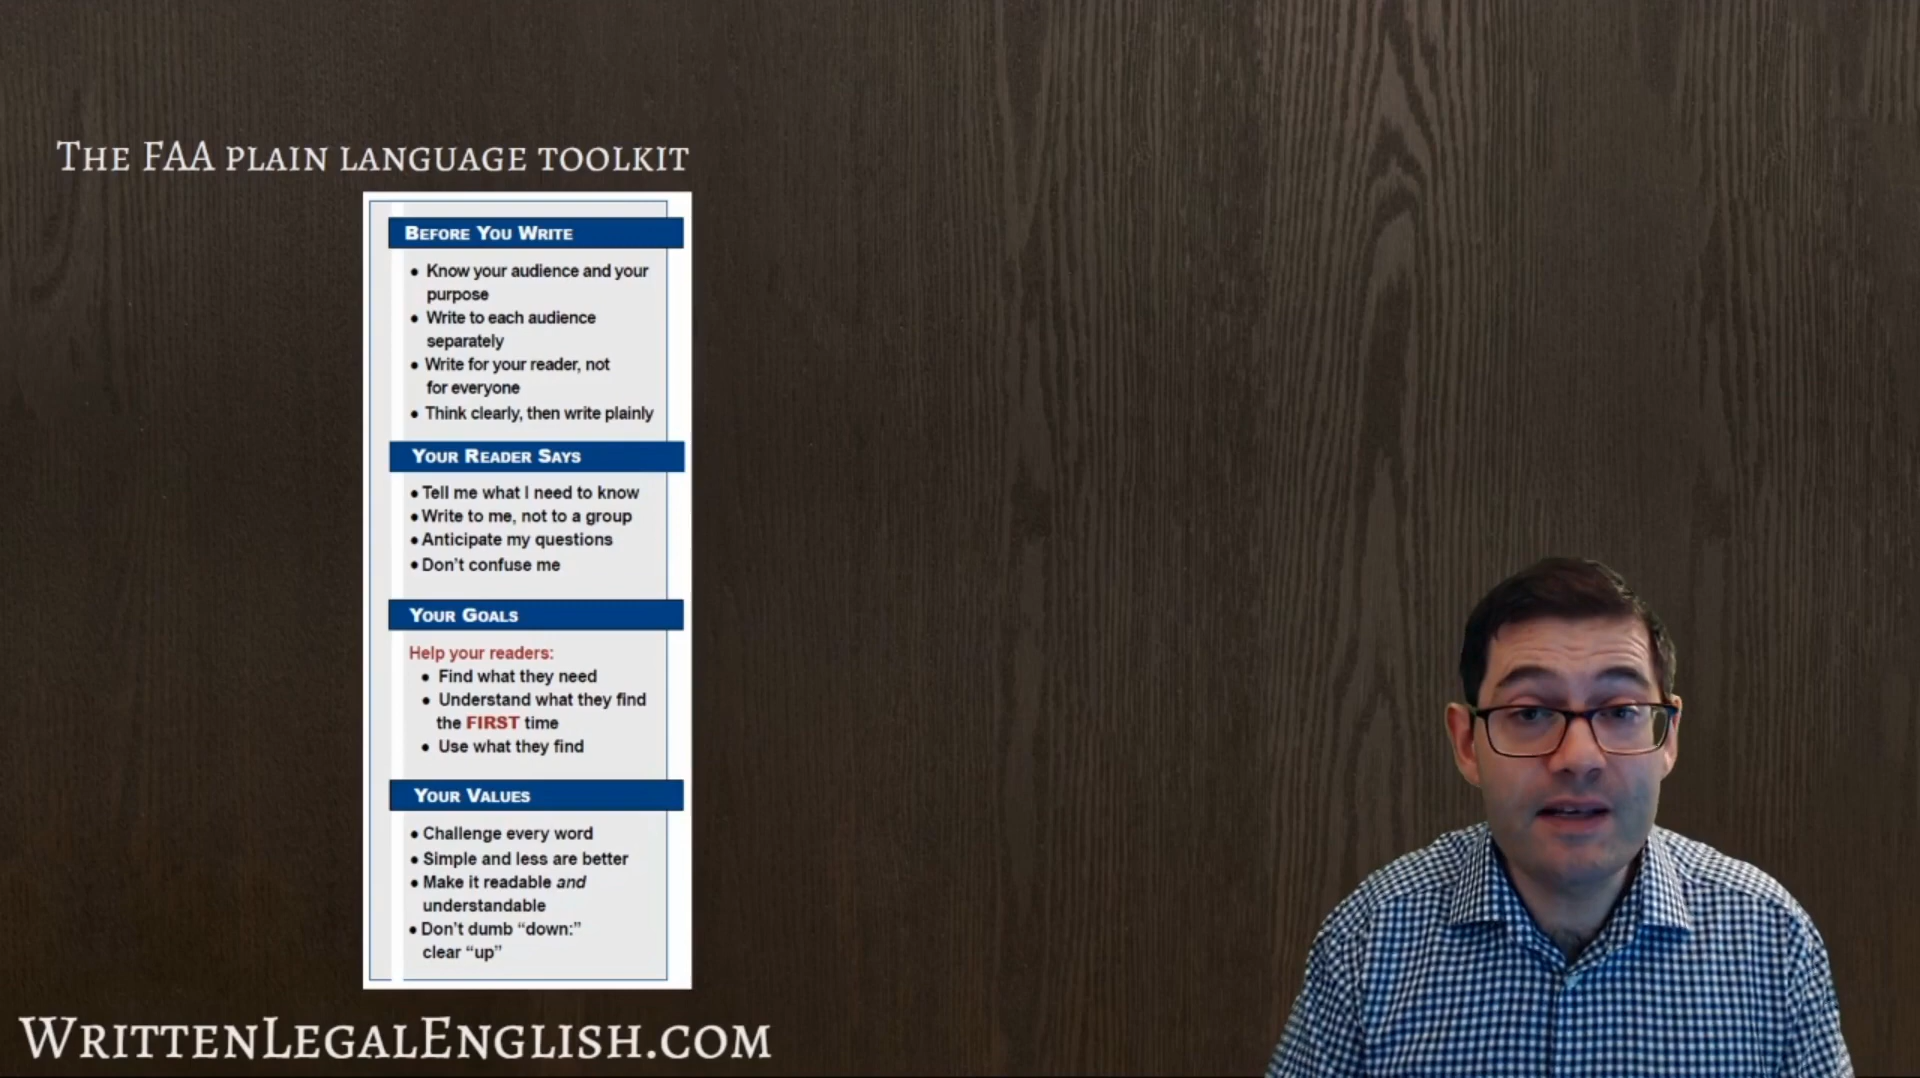 The FAA plain language toolkit
Before You Write
● Know your audience and your
purpose
● Write to each audience
separately
● Write for your reader, not
for everyone
● Think clearly, then write plainly
Your Reader Says
● Tell me what I need to know
● Write to me, not to a group
● Anticipate my questions
● Don’t confuse me
Your Goals
Help your readers:
● Find what they need
● Understand what they find
the FIRST time
● Use what they find
Your Values
● Challenge every word
● Simple and less are better
● Make it readable and
understandable
● Don’t dumb “down:”
clear “up”
WrittenLegalEnglish.com